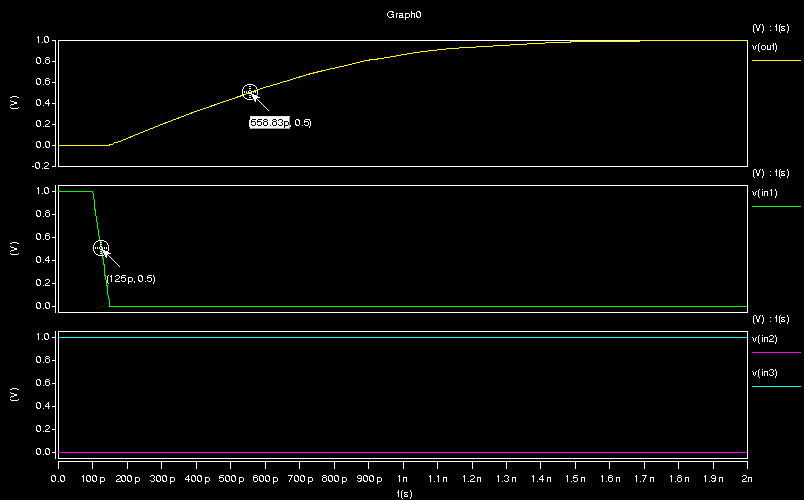 Graph0
(V) : t(s)
v(out)
1.0
0.8
0.6
0.4
0.2
0.0
-0.2
(V)
(558.83p, 0.5)
(V) : t(s)
v(in1)
1.0
0.8
0.6
0.4
0.2
0.0
(V)
(125p, 0.5)
(V) : t(s)
v(in2)
v(in3)
1.0
0.8
0.6
0.4
0.2
0.0
(V)
0.0 100p 200p 300p 400p 500p 600p 700p 800p 900p 1n 1.1n 1.2n 1.3n 1.4n 1.5n 1.6n 1.7n 1.8n 1.9n 2n
t(s)